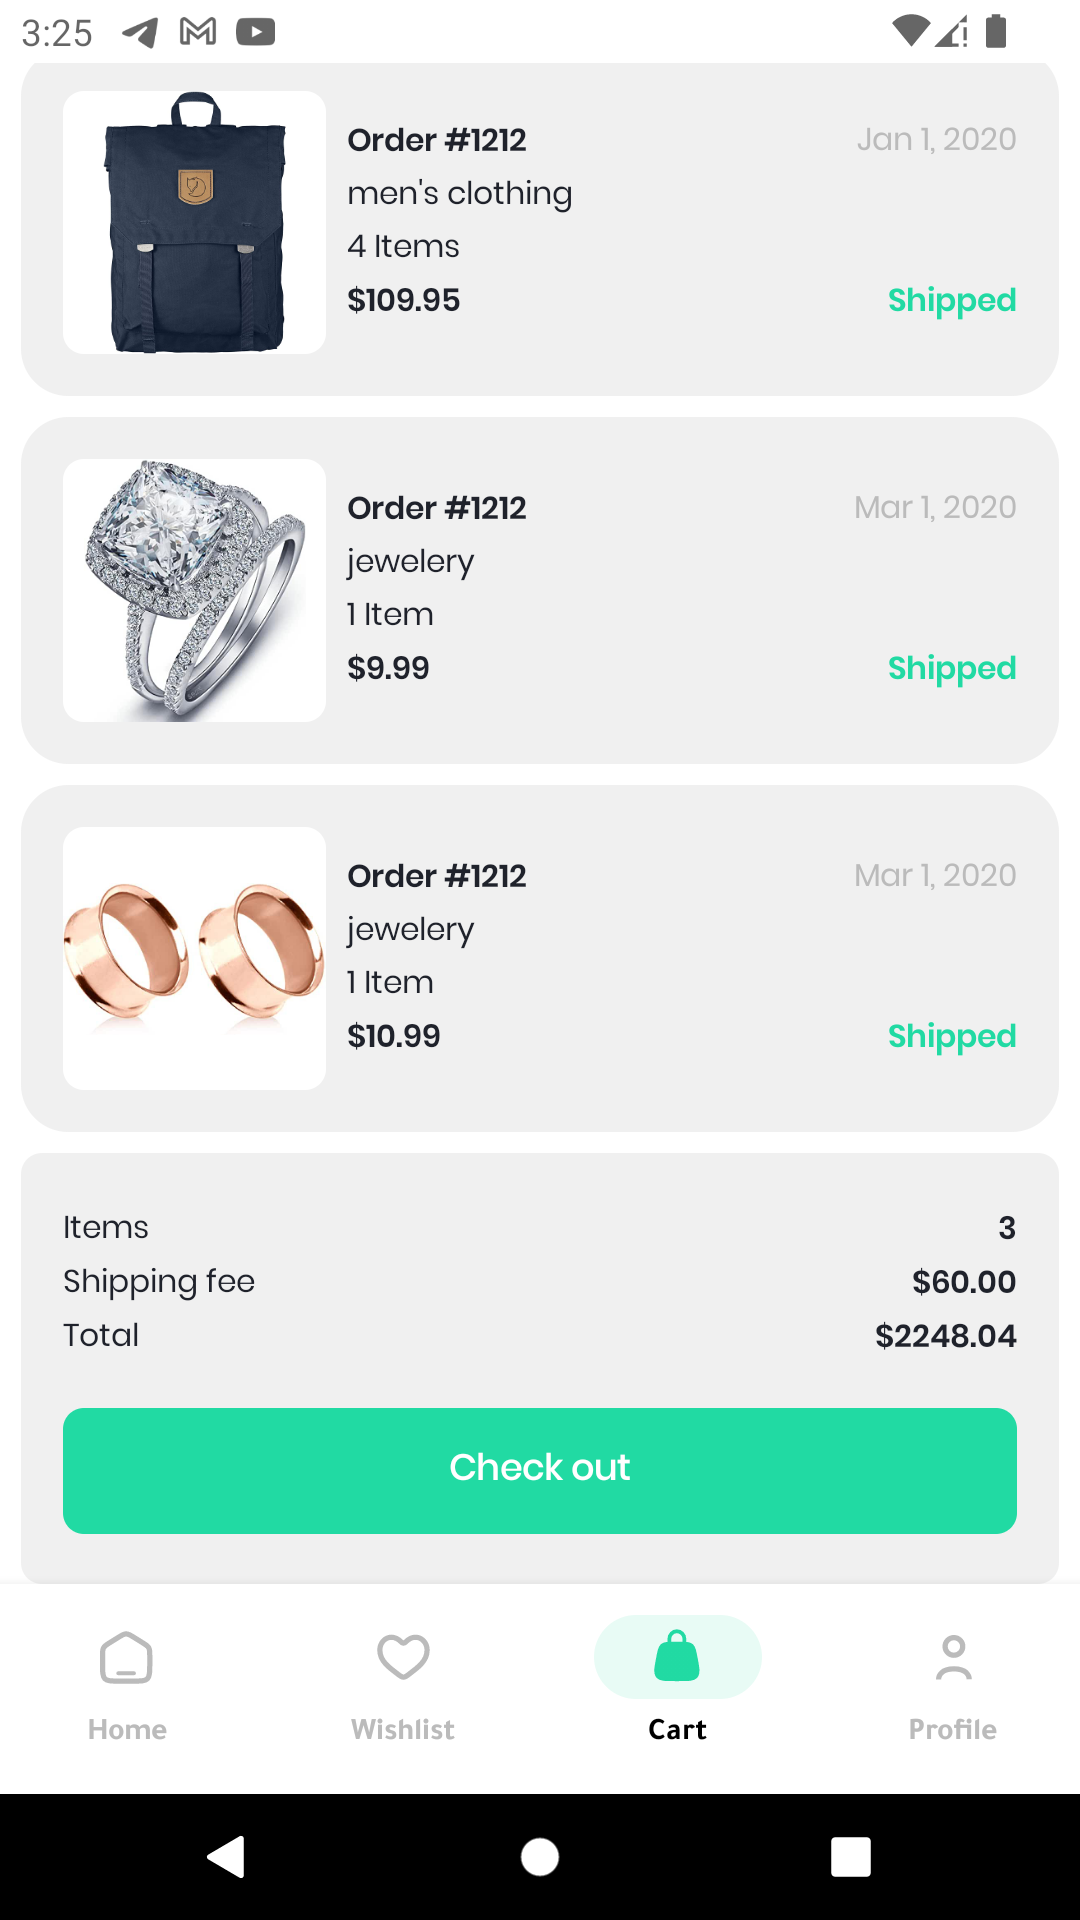 3:25
Order #1212
Jan 1, 2020
men's clothing
4 Items
$109.95
Shipped
Order #1212
Mar 1, 2020
jewelery
1 Item
$9.99
Shipped
Order #1212
Mar 1, 2020
jewelery
1 Item
$10.99
Shipped
Items
3
Shipping fee
$60.00
Total
$2248.04
Check out
Home
Wishlist
Cart
Profile